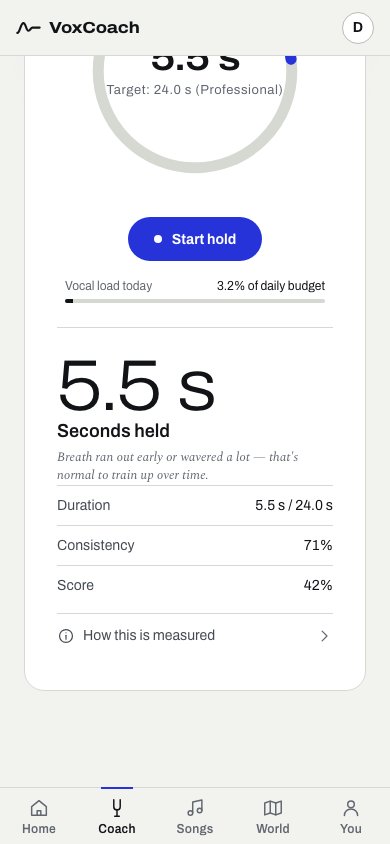 VoxCoach
D
5.5 s
Target: 24.0 s (Professional)
Start hold
Vocal load today
3.2% of daily budget
5.5 s
Seconds held
Breath ran out early or wavered a lot — that's
normal to train up over time.
Duration
5.5 s / 24.0 s
Consistency
71%
Score
42%
How this is measured
Home
Coach
Songs
World
You